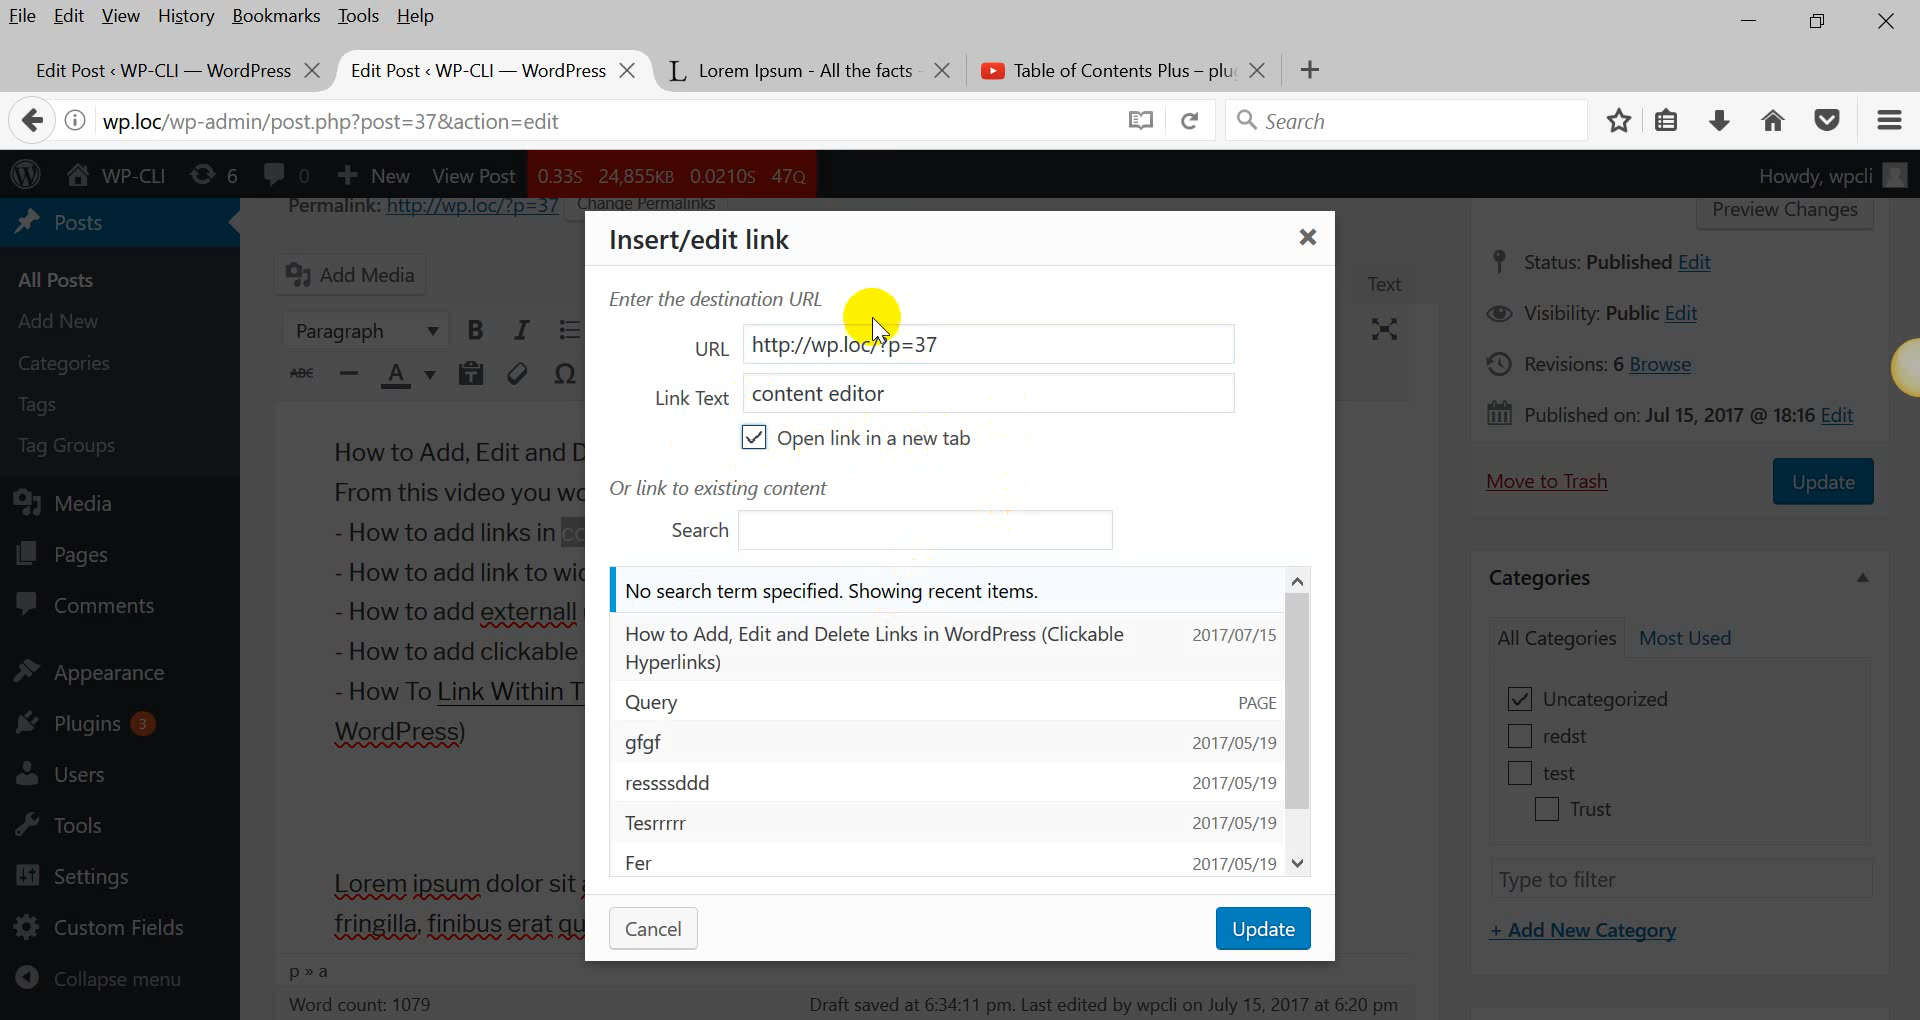 File Edit View History Bookmarks Tools Help
Edit Post ‹ WP-CLI — WordPress
Edit Post ‹ WP-CLI — WordPress
Lorem Ipsum - All the facts -
Table of Contents Plus – plu
wp.loc/wp-admin/post.php?post=37&action=edit
Search
WP-CLI 6 0 New View Post 0.33S 24,855KB 0.0210S 47Q
Howdy, wpcli
Posts
All Posts
Add New
Categories
Tags
Tag Groups
Media
Pages
Comments
Appearance
Plugins 3
Users
Tools
Settings
Custom Fields
Collapse menu
Permalink: http://wp.loc/?p=37 Change Permalinks
Add Media
Text
Paragraph B I
ABC A Ω
How to Add, Edit and D
From this video you wo
- How to add links in co
- How to add link to wid
- How to add externall
- How to add clickable
- How To Link Within T
WordPress)
Lorem ipsum dolor sit
fringilla, finibus erat qu
p » a
Word count: 1079
Draft saved at 6:34:11 pm. Last edited by wpcli on July 15, 2017 at 6:20 pm
Insert/edit link
Enter the destination URL
URL http://wp.loc/?p=37
Link Text content editor
Open link in a new tab
Or link to existing content
Search
No search term specified. Showing recent items.
How to Add, Edit and Delete Links in WordPress (Clickable 2017/07/15
Hyperlinks)
Query PAGE
gfgf 2017/05/19
ressssddd 2017/05/19
Tesrrrrr 2017/05/19
Fer 2017/05/19
Cancel
Update
Preview Changes
Status: Published Edit
Visibility: Public Edit
Revisions: 6 Browse
Published on: Jul 15, 2017 @ 18:16 Edit
Move to Trash
Update
Categories
All Categories Most Used
Uncategorized
redst
test
Trust
Type to filter
+ Add New Category